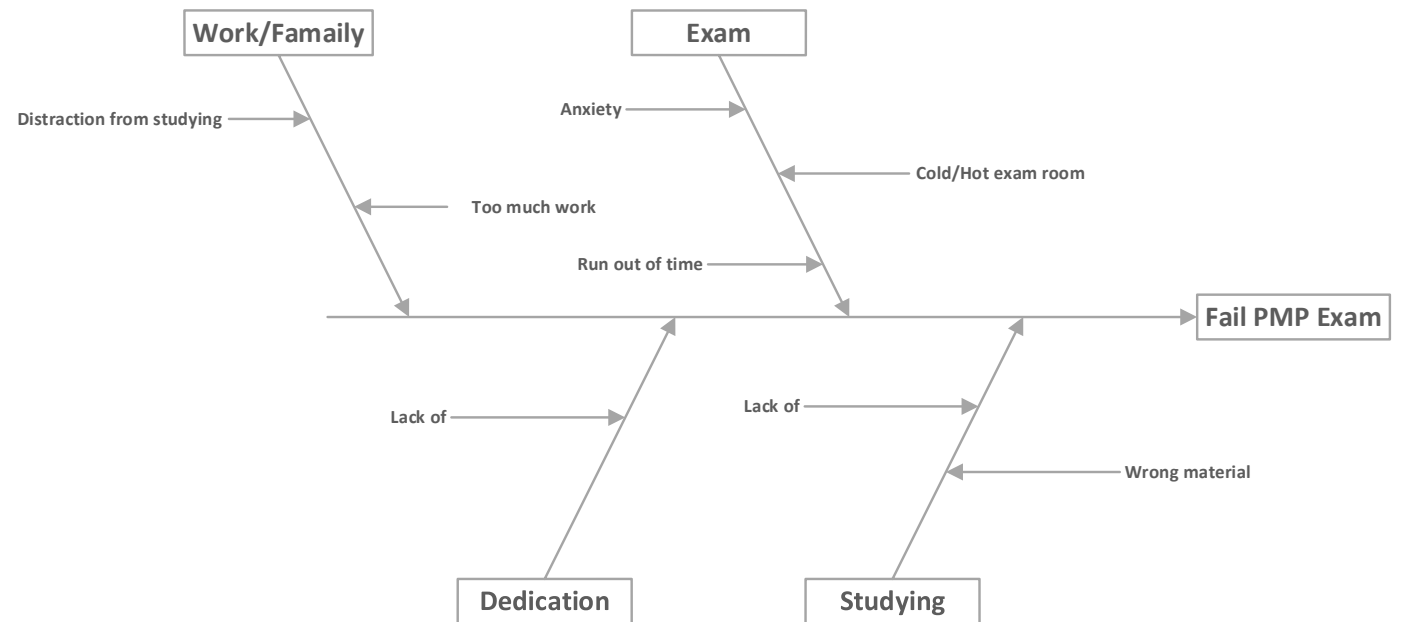 Work/Famaily
Exam
Distraction from studying
Anxiety
Cold/Hot exam room
Too much work
Run out of time
Fail PMP Exam
Lack of
Lack of
Wrong material
Dedication
Studying